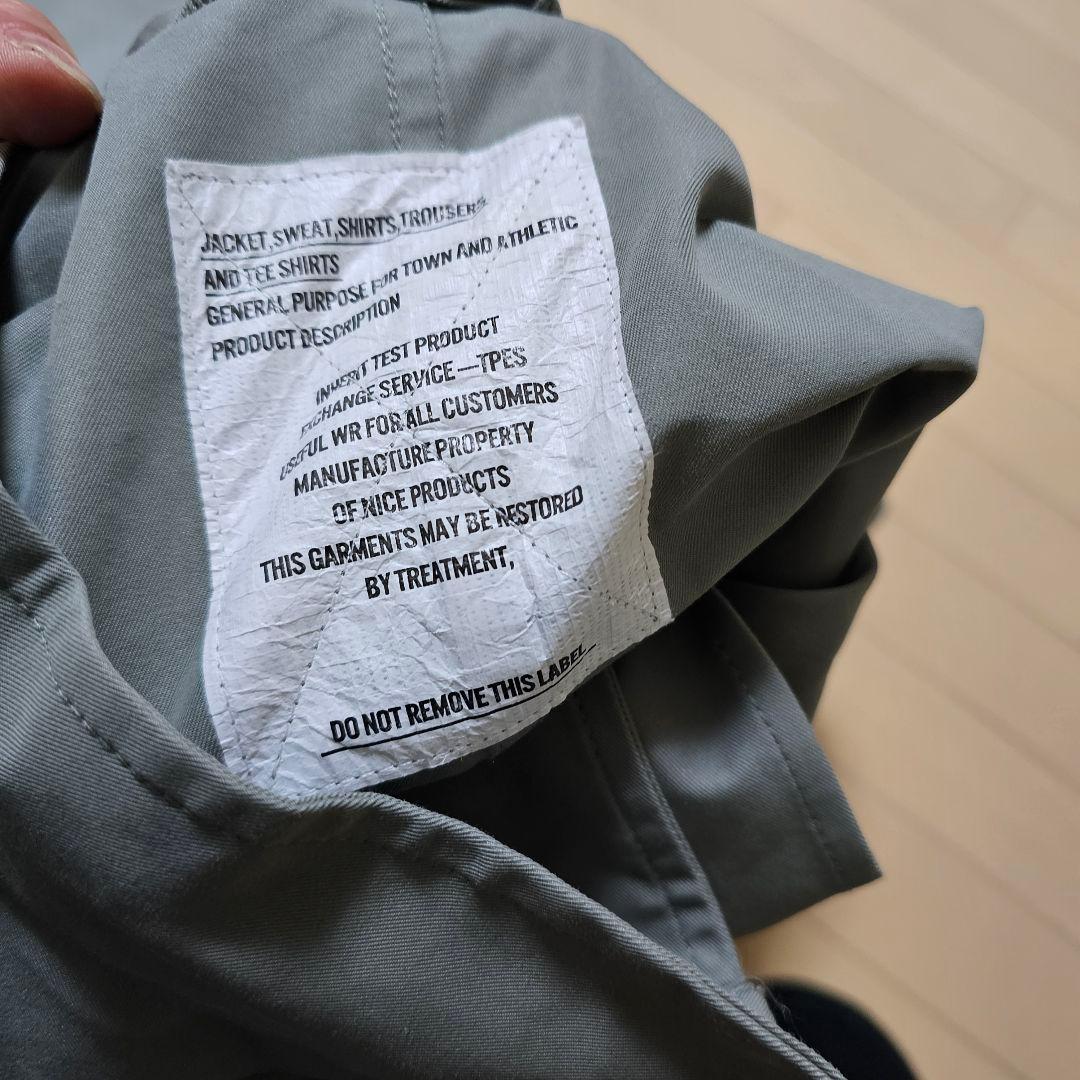 JACKET,SWEAT,SHIRTS,TROUSERS
AND TEE SHIRTS
GENERAL PURPOSE FOR TOWN AND ATHLETIC
PRODUCT DESCRIPTION
INHERIT TEST PRODUCT
EXCHANGE SERVICE—TPES
USEFUL WR FOR ALL CUSTOMERS
MANUFACTURE PROPERTY
OF NICE PRODUCTS
THIS GARMENTS MAY BE RESTORED
BY TREATMENT,
DO NOT REMOVE THIS LABEL